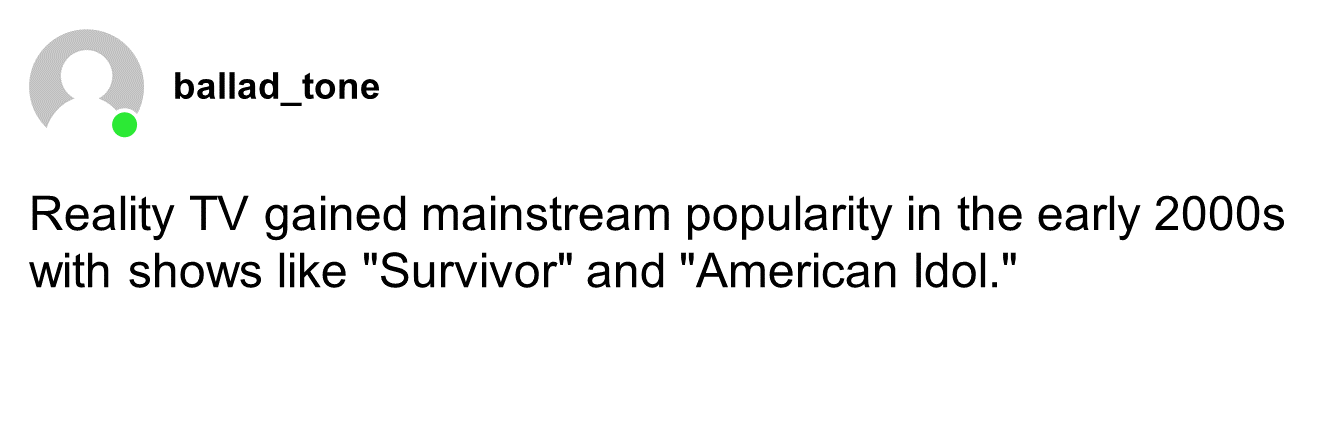 ballad_tone
Reality TV gained mainstream popularity in the early 2000s
with shows like "Survivor" and "American Idol."